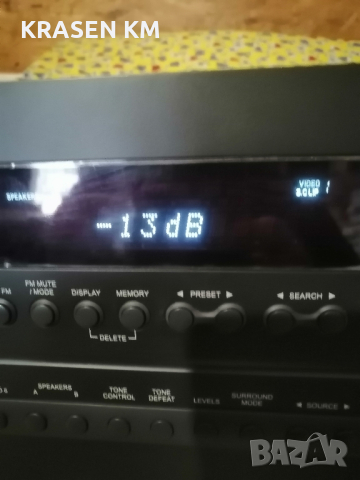 KRASEN KM
SPEAKERS
VIDEO 1
S.CLIP
-13dB
FM
FM MUTE / MODE
DISPLAY
MEMORY
◄ PRESET ►
◄ SEARCH ►
DELETE
SPEAKERS
A
B
TONE CONTROL
TONE DEFEAT
LEVELS
SURROUND MODE
◄ SOURCE ►
BAZAR